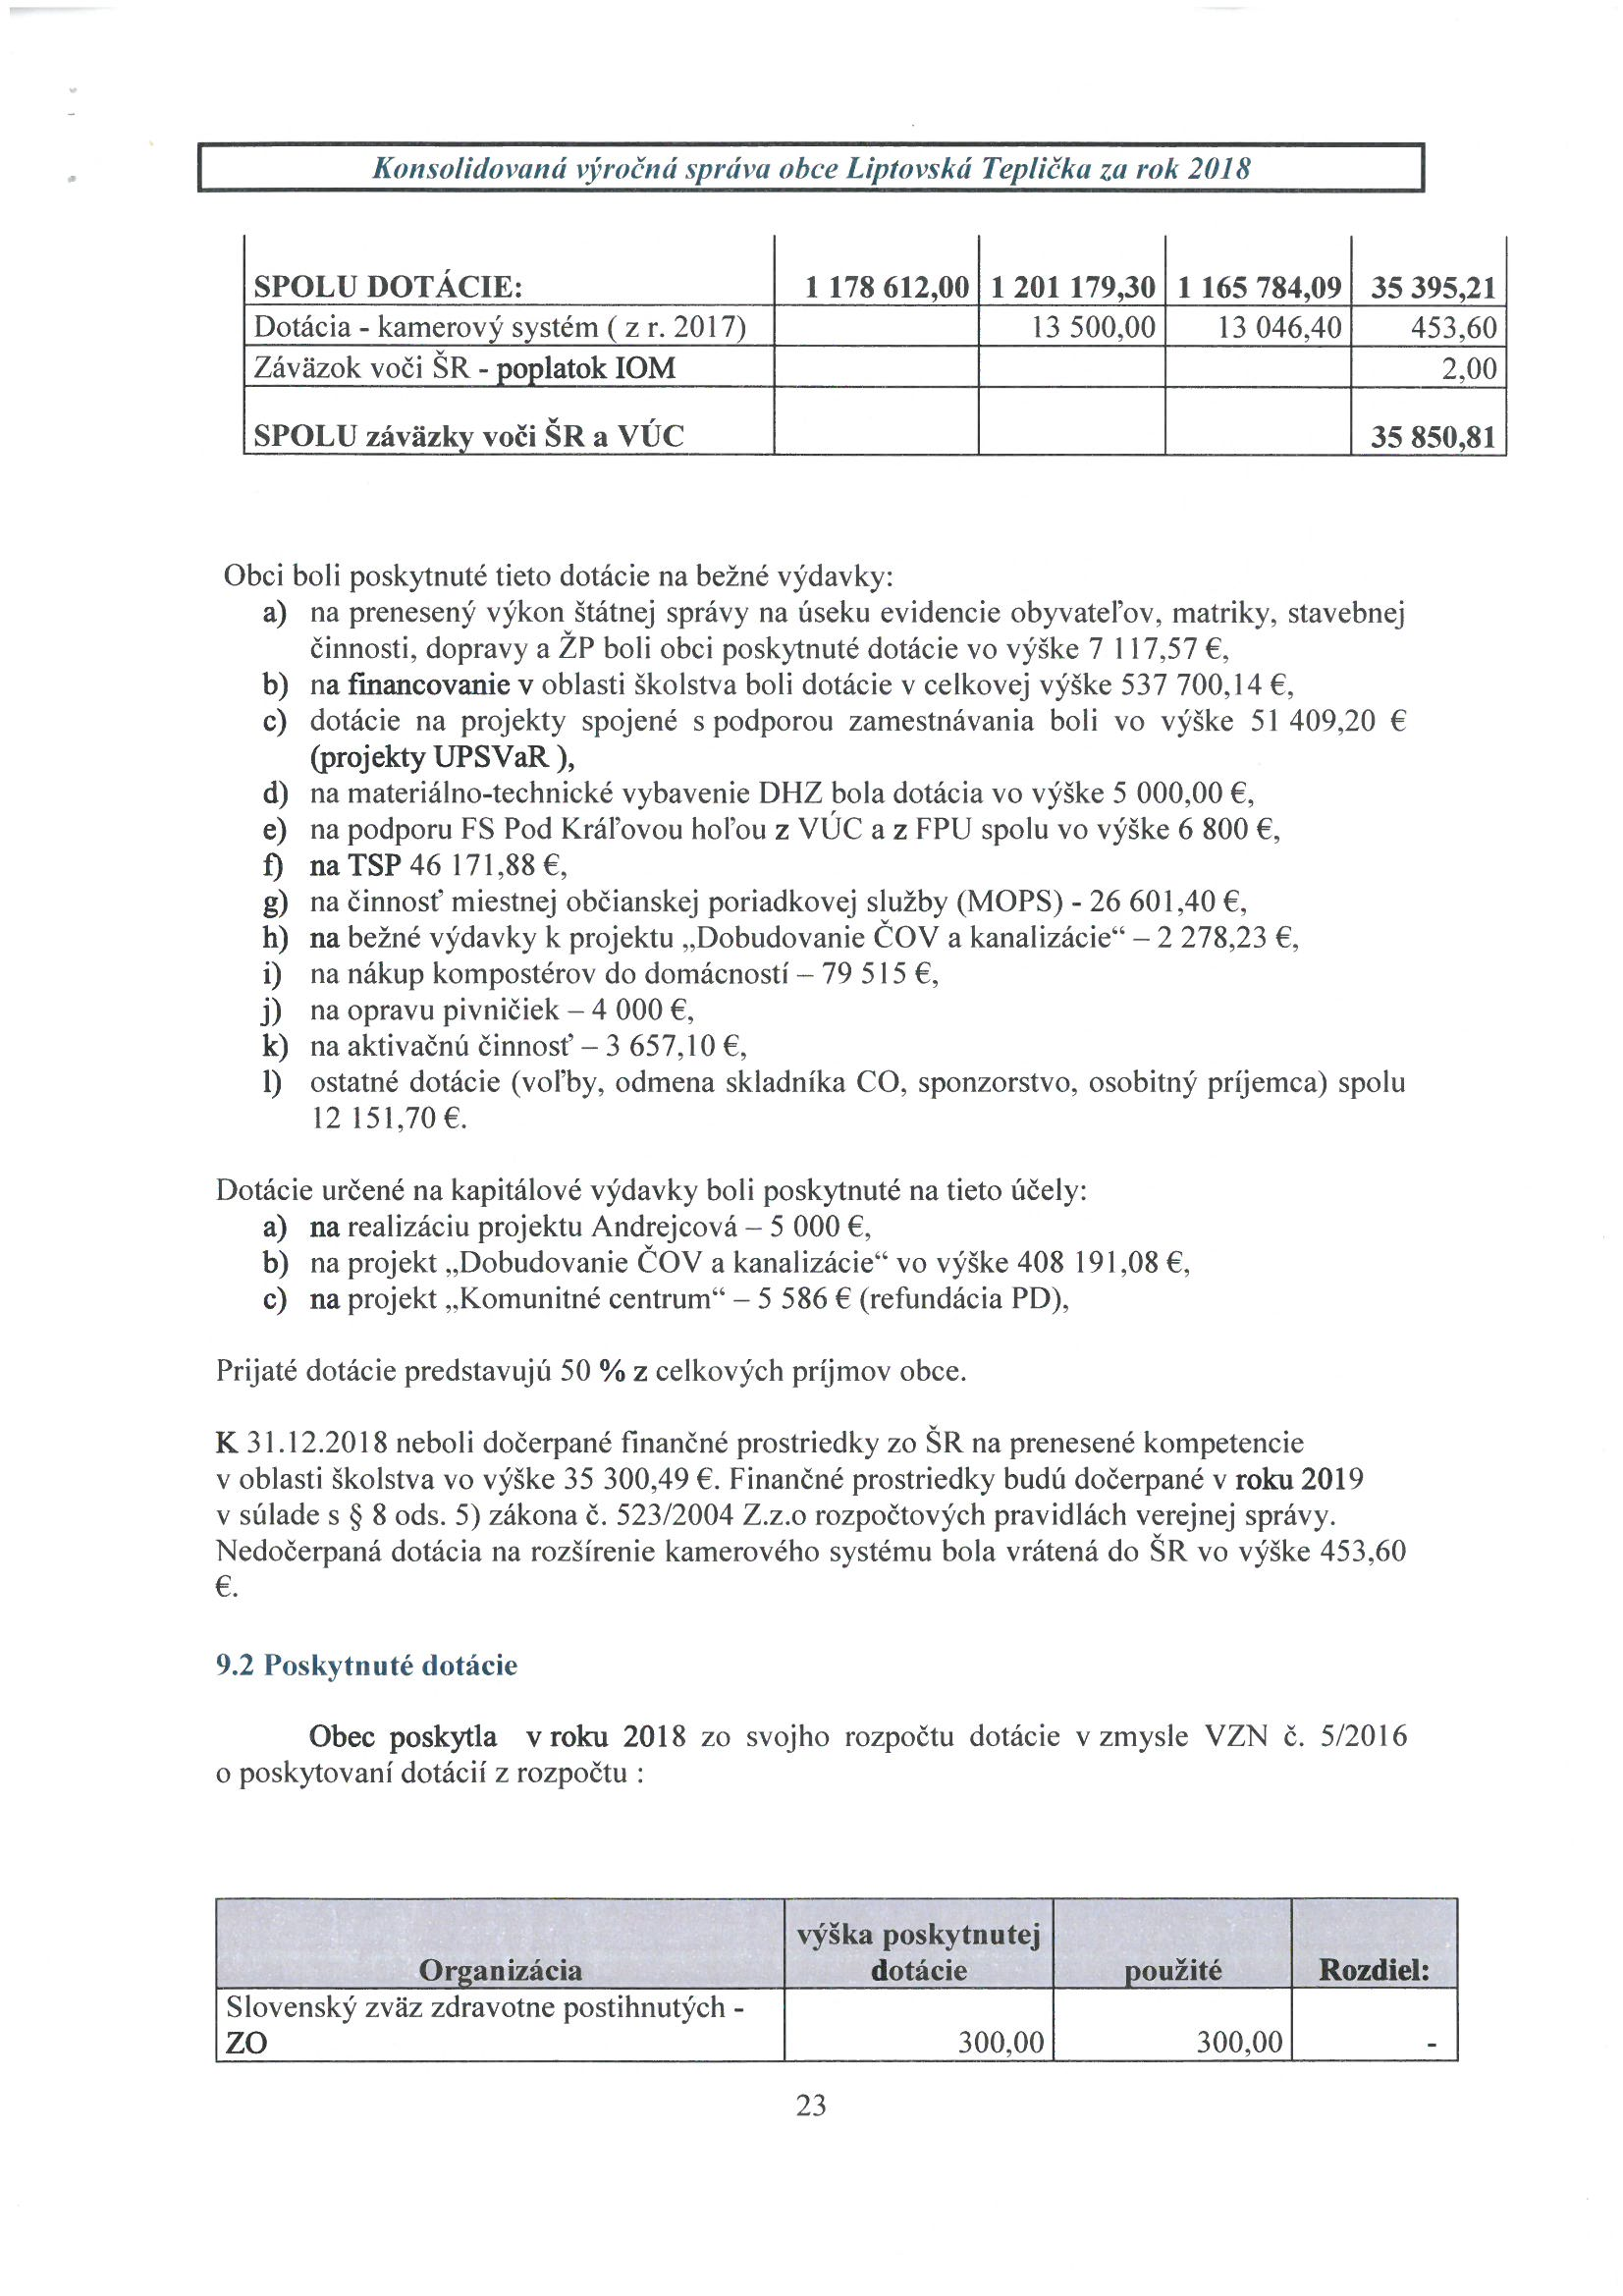 Konsolidovaná výročná správa obce Liptovská Teplička za rok 2018
SPOLU DOTÁCIE: 1 178 612,00 1 201 179,30 1 165 784,09 35 395,21
Dotácia - kamerový systém ( z r. 2017) 13 500,00 13 046,40 453,60
Záväzok voči ŠR - poplatok IOM 2,00
SPOLU záväzky voči ŠR a VÚC 35 850,81
Obci boli poskytnuté tieto dotácie na bežné výdavky:
a) na prenesený výkon štátnej správy na úseku evidencie obyvateľov, matriky, stavebnej
činnosti, dopravy a ŽP boli obci poskytnuté dotácie vo výške 7 117,57 €,
b) na financovanie v oblasti školstva boli dotácie v celkovej výške 537 700,14 €,
c) dotácie na projekty spojené s podporou zamestnávania boli vo výške 51 409,20 €
(projekty UPSVaR ),
d) na materiálno-technické vybavenie DHZ bola dotácia vo výške 5 000,00 €,
e) na podporu FS Pod Kráľovou hoľou z VÚC a z FPU spolu vo výške 6 800 €,
f) na TSP 46 171,88 €,
g) na činnosť miestnej občianskej poriadkovej služby (MOPS) - 26 601,40 €,
h) na bežné výdavky k projektu „Dobudovanie ČOV a kanalizácie“ – 2 278,23 €,
i) na nákup kompostérov do domácností – 79 515 €,
j) na opravu pivničiek – 4 000 €,
k) na aktivačnú činnosť – 3 657,10 €,
l) ostatné dotácie (voľby, odmena skladníka CO, sponzorstvo, osobitný príjemca) spolu
12 151,70 €.
Dotácie určené na kapitálové výdavky boli poskytnuté na tieto účely:
a) na realizáciu projektu Andrejcová – 5 000 €,
b) na projekt „Dobudovanie ČOV a kanalizácie“ vo výške 408 191,08 €,
c) na projekt „Komunitné centrum“ – 5 586 € (refundácia PD),
Prijaté dotácie predstavujú 50 % z celkových príjmov obce.
K 31.12.2018 neboli dočerpané finančné prostriedky zo ŠR na prenesené kompetencie
v oblasti školstva vo výške 35 300,49 €. Finančné prostriedky budú dočerpané v roku 2019
v súlade s § 8 ods. 5) zákona č. 523/2004 Z.z.o rozpočtových pravidlách verejnej správy.
Nedočerpaná dotácia na rozšírenie kamerového systému bola vrátená do ŠR vo výške 453,60
€.
9.2 Poskytnuté dotácie
Obec poskytla v roku 2018 zo svojho rozpočtu dotácie v zmysle VZN č. 5/2016
o poskytovaní dotácií z rozpočtu :
výška poskytnutej
Organizácia dotácie použité Rozdiel:
Slovenský zväz zdravotne postihnutých -
ZO 300,00 300,00 -
23